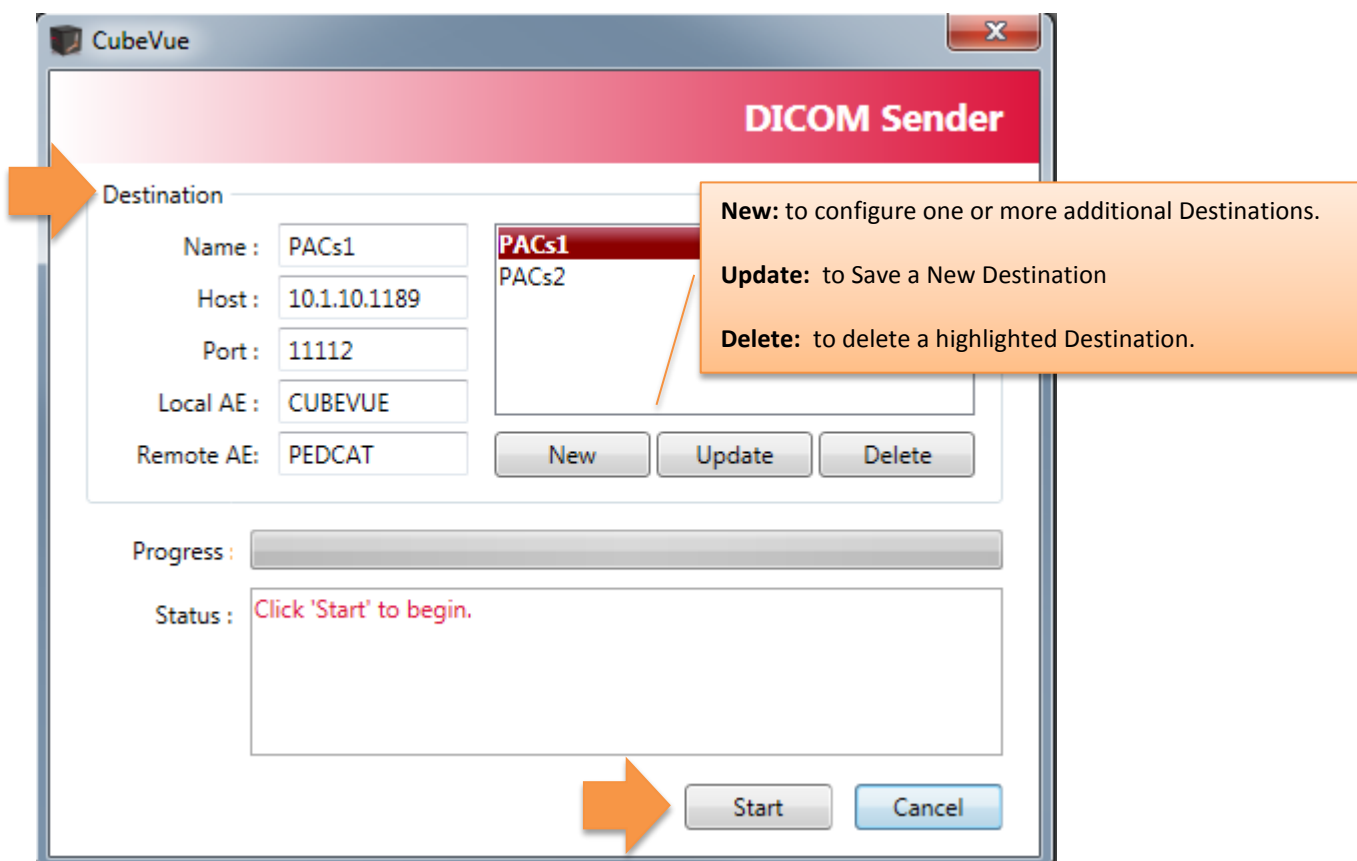 CubeVue
DICOM Sender
Destination
Name : PACs1
Host : 10.1.10.1189
Port : 11112
Local AE : CUBEVUE
Remote AE: PEDCAT
PACs1
PACs2
New: to configure one or more additional Destinations.
Update: to Save a New Destination
Delete: to delete a highlighted Destination.
New Update Delete
Progress :
Status : Click 'Start' to begin.
Start Cancel